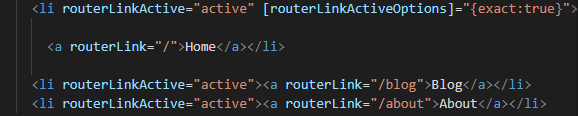 <li routerLinkActive="active" [routerLinkActiveOptions]="{exact:true}">
<a routerLink="/">Home</a></li>
<li routerLinkActive="active"><a routerLink="/blog">Blog</a></li>
<li routerLinkActive="active"><a routerLink="/about">About</a></li>